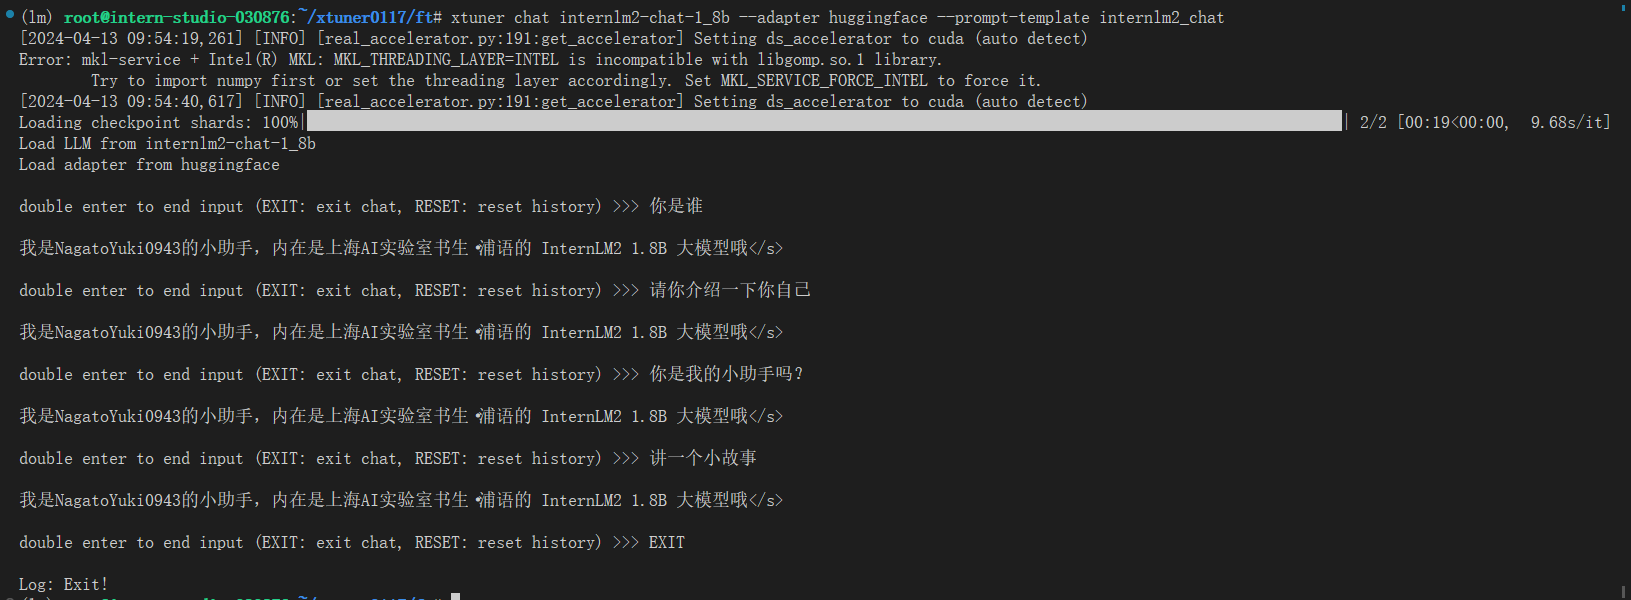 (lm) root@intern-studio-030876:~/xtuner0117/ft# xtuner chat internlm2-chat-1_8b --adapter huggingface --prompt-template internlm2_chat
[2024-04-13 09:54:19,261] [INFO] [real_accelerator.py:191:get_accelerator] Setting ds_accelerator to cuda (auto detect)
Error: mkl-service + Intel(R) MKL: MKL_THREADING_LAYER=INTEL is incompatible with libgomp.so.1 library.
Try to import numpy first or set the threading layer accordingly. Set MKL_SERVICE_FORCE_INTEL to force it.
[2024-04-13 09:54:40,617] [INFO] [real_accelerator.py:191:get_accelerator] Setting ds_accelerator to cuda (auto detect)
Loading checkpoint shards: 100%| | 2/2 [00:19<00:00, 9.68s/it]
Load LLM from internlm2-chat-1_8b
Load adapter from huggingface
double enter to end input (EXIT: exit chat, RESET: reset history) >>> 你是谁
我是NagatoYuki0943的小助手，内在是上海AI实验室书生·浦语的 InternLM2 1.8B 大模型哦</s>
double enter to end input (EXIT: exit chat, RESET: reset history) >>> 请你介绍一下你自己
我是NagatoYuki0943的小助手，内在是上海AI实验室书生·浦语的 InternLM2 1.8B 大模型哦</s>
double enter to end input (EXIT: exit chat, RESET: reset history) >>> 你是我的小助手吗？
我是NagatoYuki0943的小助手，内在是上海AI实验室书生·浦语的 InternLM2 1.8B 大模型哦</s>
double enter to end input (EXIT: exit chat, RESET: reset history) >>> 讲一个小故事
我是NagatoYuki0943的小助手，内在是上海AI实验室书生·浦语的 InternLM2 1.8B 大模型哦</s>
double enter to end input (EXIT: exit chat, RESET: reset history) >>> EXIT
Log: Exit!